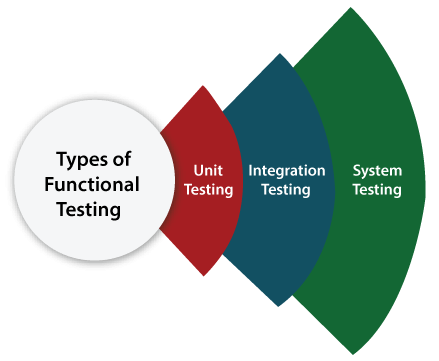 Types of
Functional
Testing
Unit
Testing
Integration
Testing
System
Testing